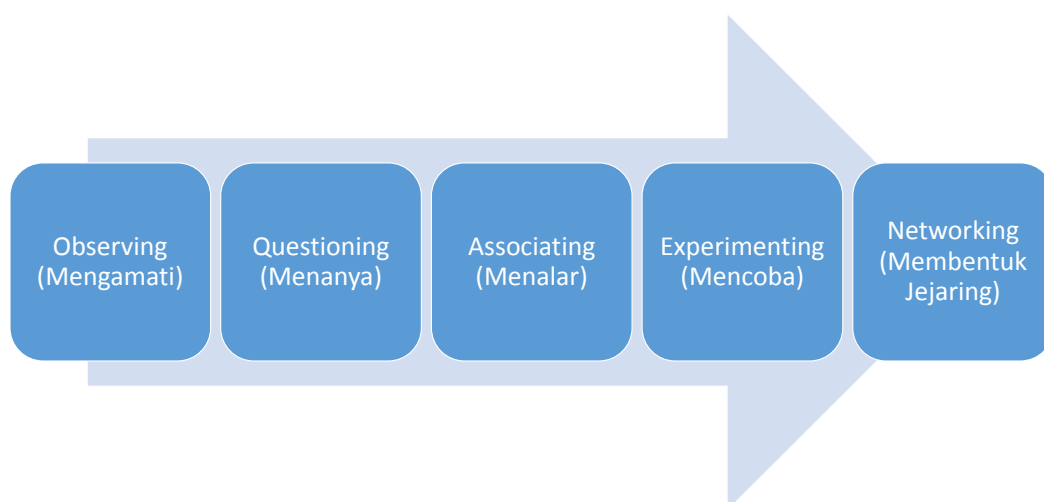 Observing
(Mengamati)
Questioning
(Menanya)
Associating
(Menalar)
Experimenting
(Mencoba)
Networking
(Membentuk
Jejaring)